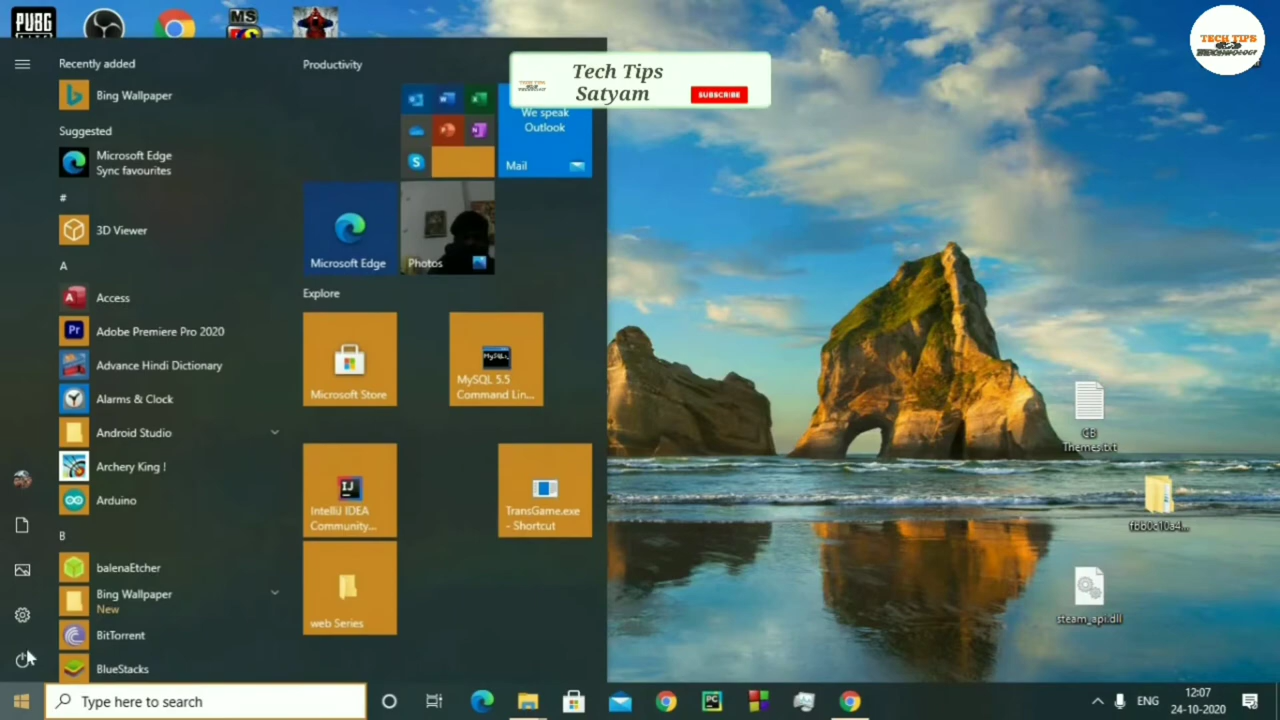 PUBG
MS
TECH TIPS
Recently added
Bing Wallpaper
Suggested
Microsoft Edge
Sync favourites
#
3D Viewer
A
Access
Adobe Premiere Pro 2020
Advance Hindi Dictionary
Alarms & Clock
Android Studio
Archery King !
Arduino
B
balenaEtcher
Bing Wallpaper
New
BitTorrent
BlueStacks
Productivity
We speak
Outlook
Mail
Microsoft Edge
Photos
Explore
Microsoft Store
MySQL 5.5
Command Lin...
IntelliJ IDEA
Community...
TransGame.exe
- Shortcut
web Series
Tech Tips
Satyam
SUBSCRIBE
GB
Themes.txt
steam_api.dll
Type here to search
ENG
12:07
24-10-2020